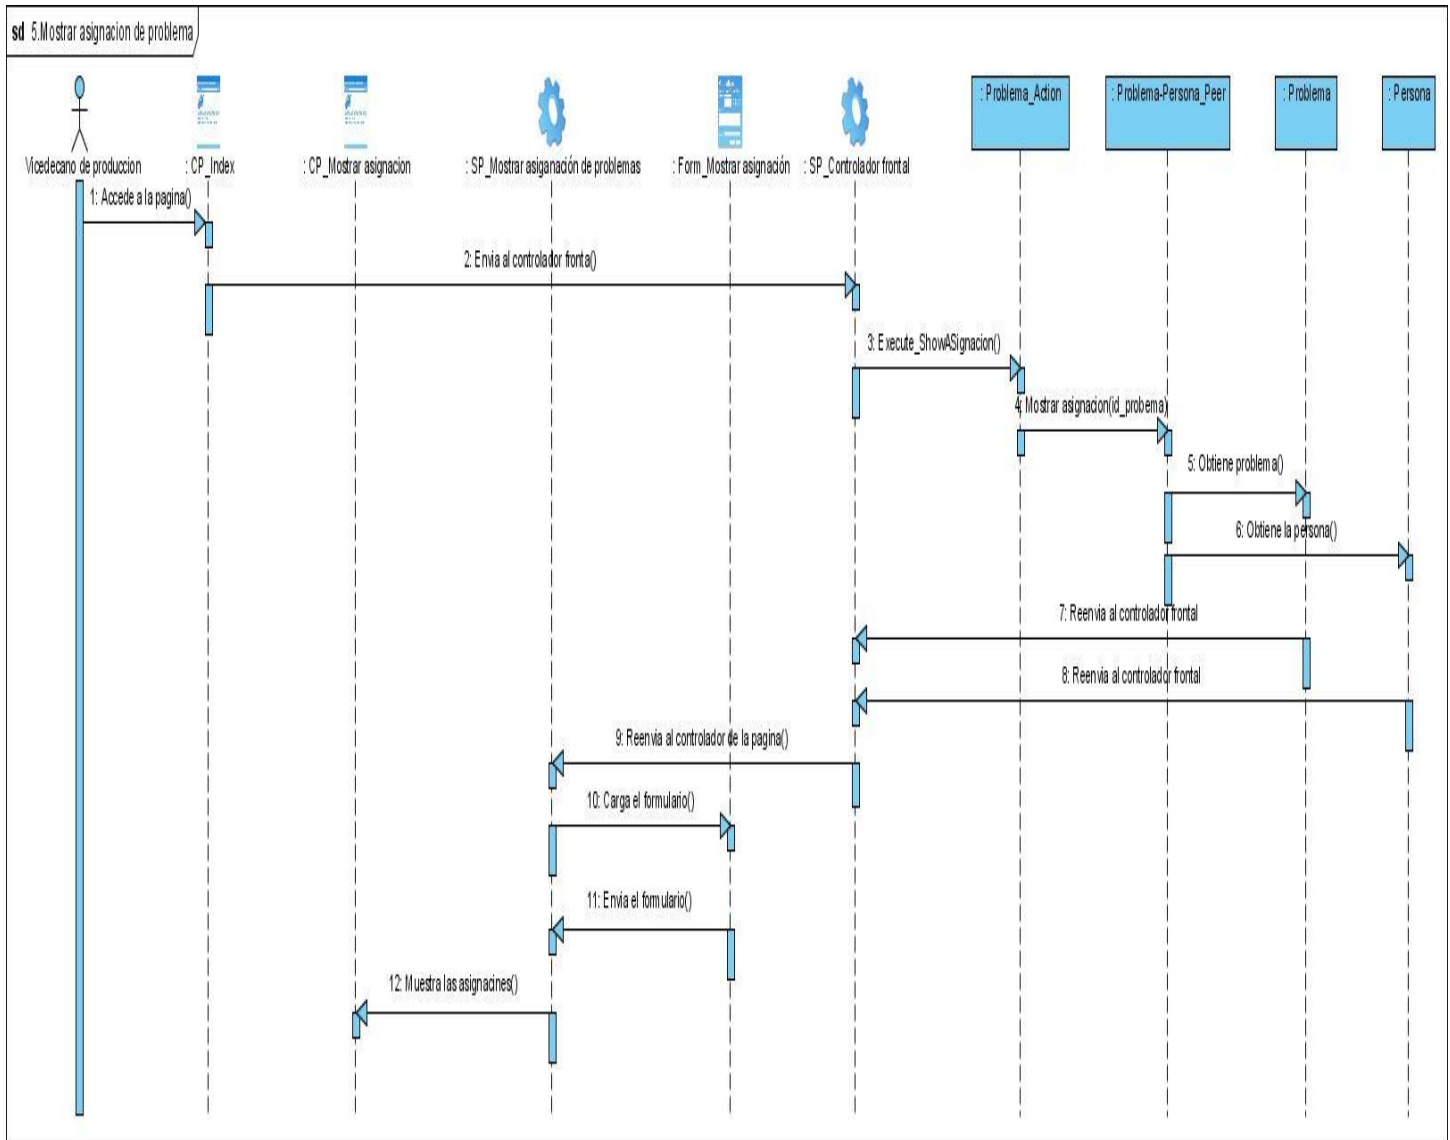 sd 5.Mostrar asignacion de problema
Vicedecano de produccion
: CP_Index
: CP_Mostrar asignacion
: SP_Mostrar asiganación de problemas
: Form_Mostrar asignación
: SP_Controlador frontal
: Problema_Action
: Problema-Persona_Peer
: Problema
: Persona
1: Accede a la pagina()
2: Envia al controlador fronta()
3: Execute_ShowASignacion()
4: Mostrar asignacion(id_probema)
5: Obtiene problema()
6: Obtiene la persona()
7: Reenvia al controlador frontal
8: Reenvia al controlador frontal
9: Reenvia al controlador de la pagina()
10: Carga el formulario()
11: Envia el formulario()
12: Muestra las asignacines()